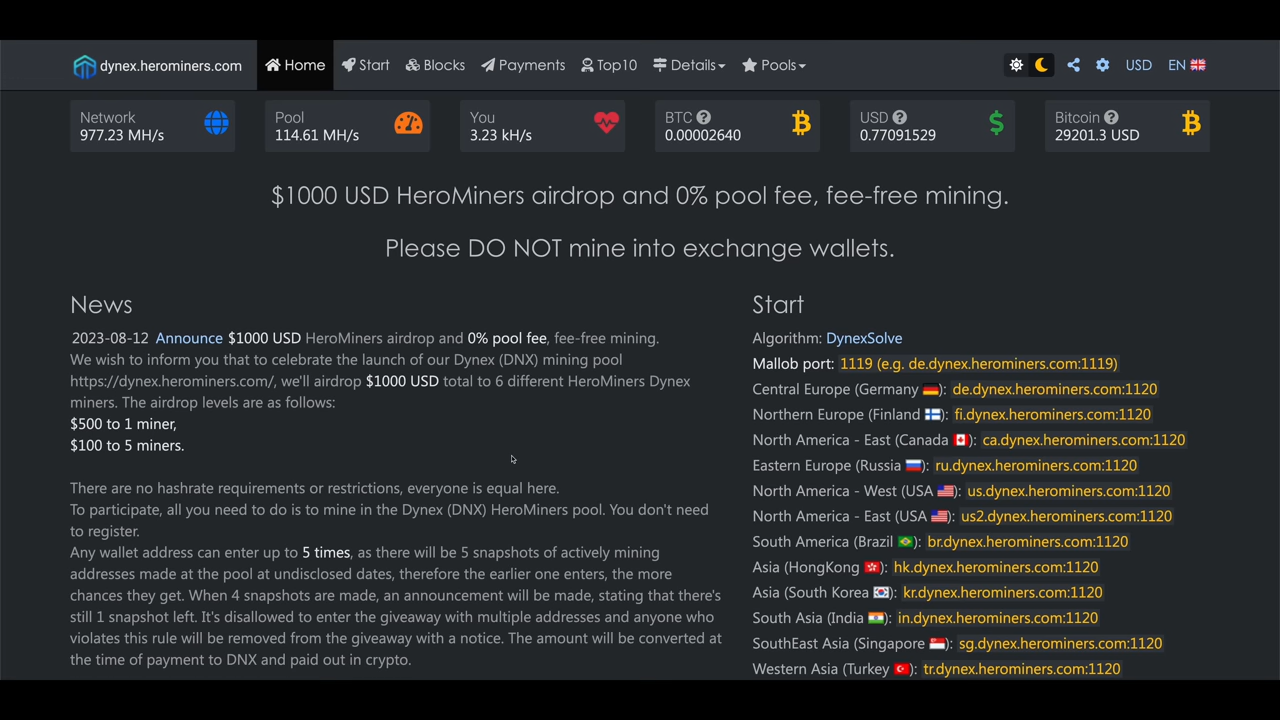 dynex.herominers.com Home Start Blocks Payments Top10 Details Pools USD EN
Network Pool You BTC USD Bitcoin
977.23 MH/s 114.61 MH/s 3.23 kH/s 0.00002640 0.77091529 29201.3 USD
$1000 USD HeroMiners airdrop and 0% pool fee, fee-free mining.
Please DO NOT mine into exchange wallets.
News
2023-08-12 Announce $1000 USD HeroMiners airdrop and 0% pool fee, fee-free mining.
We wish to inform you that to celebrate the launch of our Dynex (DNX) mining pool
https://dynex.herominers.com/, we'll airdrop $1000 USD total to 6 different HeroMiners Dynex
miners. The airdrop levels are as follows:
$500 to 1 miner,
$100 to 5 miners.
There are no hashrate requirements or restrictions, everyone is equal here.
To participate, all you need to do is to mine in the Dynex (DNX) HeroMiners pool. You don't need
to register.
Any wallet address can enter up to 5 times, as there will be 5 snapshots of actively mining
addresses made at the pool at undisclosed dates, therefore the earlier one enters, the more
chances they get. When 4 snapshots are made, an announcement will be made, stating that there's
still 1 snapshot left. It's disallowed to enter the giveaway with multiple addresses and anyone who
violates this rule will be removed from the giveaway with a notice. The amount will be converted at
the time of payment to DNX and paid out in crypto.
Start
Algorithm: DynexSolve
Mallob port: 1119 (e.g. de.dynex.herominers.com:1119)
Central Europe (Germany): de.dynex.herominers.com:1120
Northern Europe (Finland): fi.dynex.herominers.com:1120
North America - East (Canada): ca.dynex.herominers.com:1120
Eastern Europe (Russia): ru.dynex.herominers.com:1120
North America - West (USA): us.dynex.herominers.com:1120
North America - East (USA): us2.dynex.herominers.com:1120
South America (Brazil): br.dynex.herominers.com:1120
Asia (HongKong): hk.dynex.herominers.com:1120
Asia (South Korea): kr.dynex.herominers.com:1120
South Asia (India): in.dynex.herominers.com:1120
SouthEast Asia (Singapore): sg.dynex.herominers.com:1120
Western Asia (Turkey): tr.dynex.herominers.com:1120